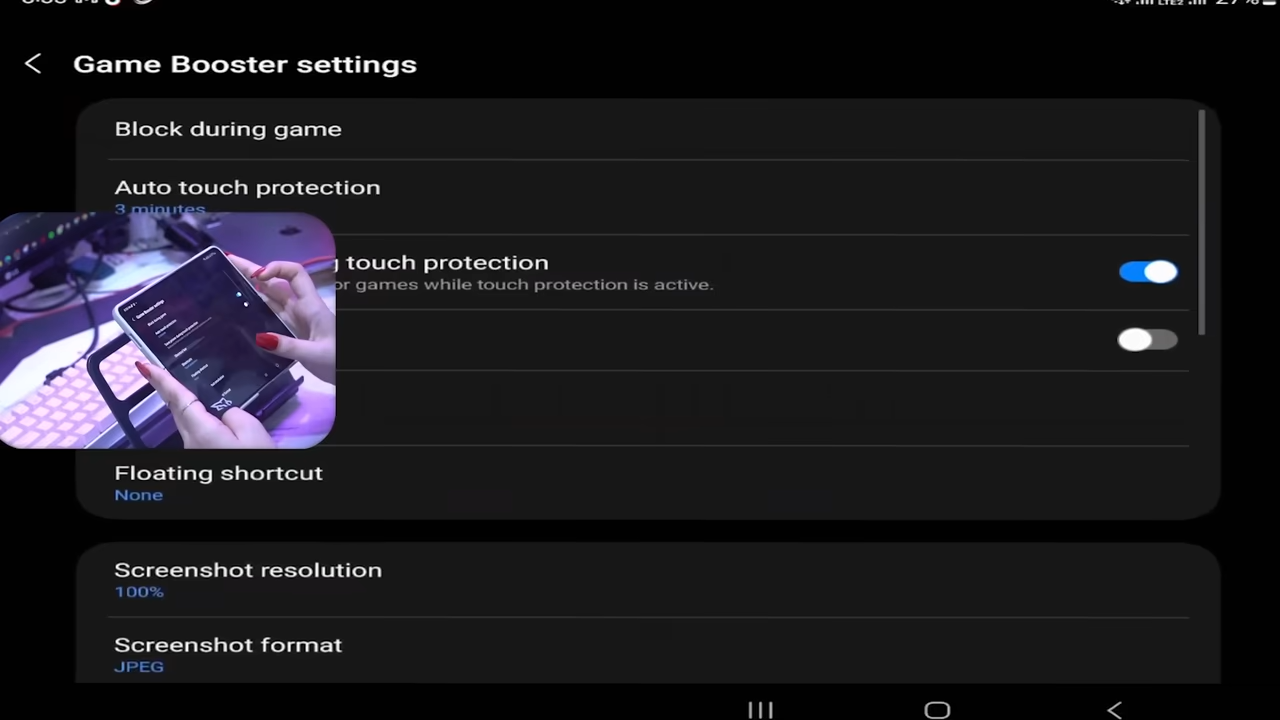 Game Booster settings
Block during game
Auto touch protection
3 minutes
touch protection
or games while touch protection is active.
Floating shortcut
None
Screenshot resolution
100%
Screenshot format
JPEG